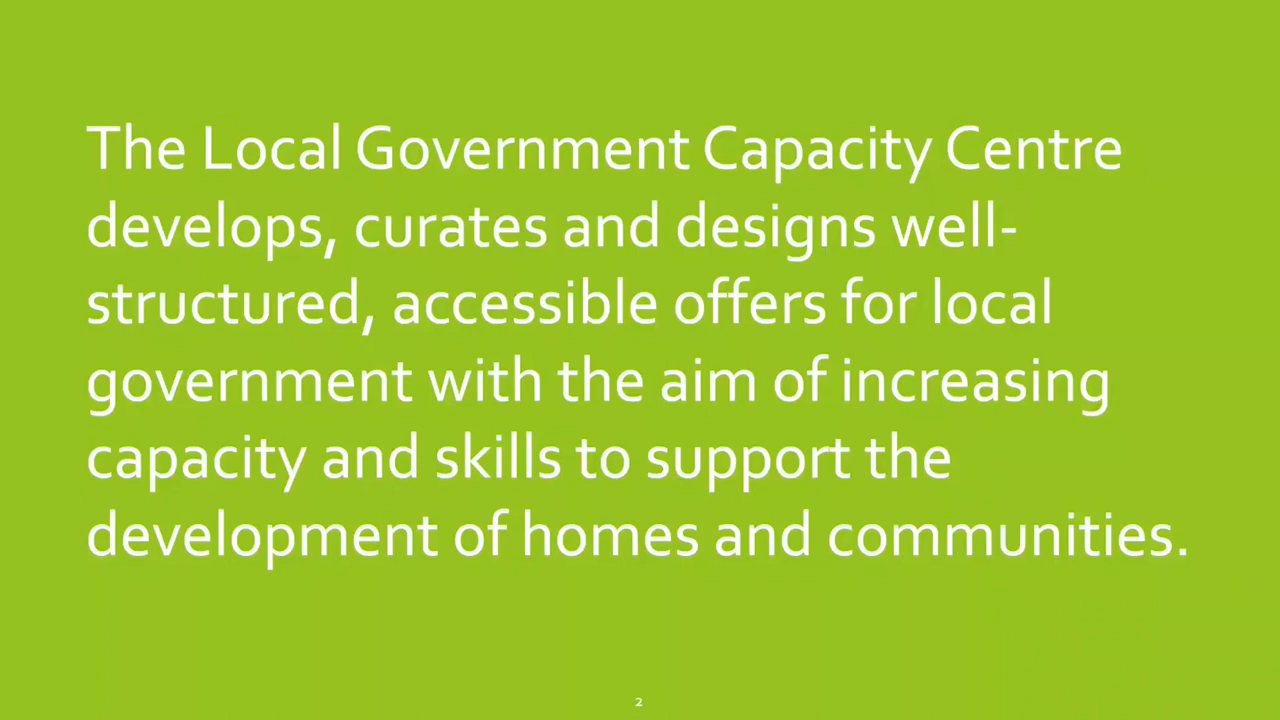 The Local Government Capacity Centre
develops, curates and designs well-
structured, accessible offers for local
government with the aim of increasing
capacity and skills to support the
development of homes and communities.
2